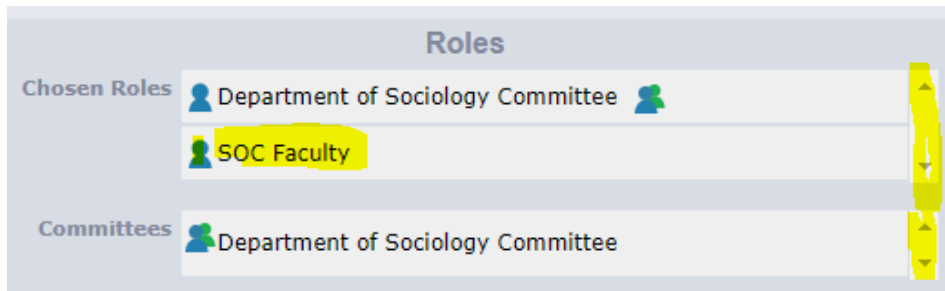 Roles
Chosen Roles Department of Sociology Committee
SOC Faculty
Committees Department of Sociology Committee